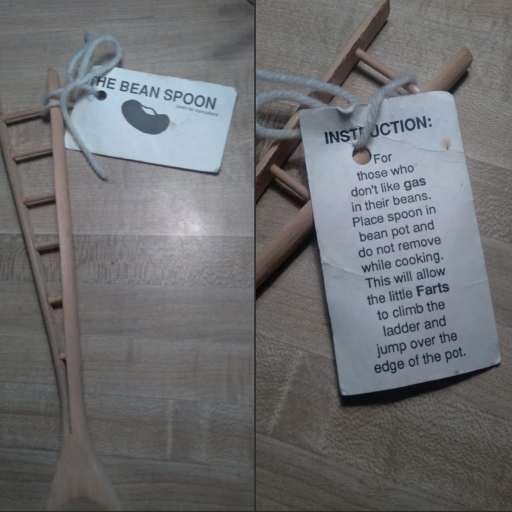 THE BEAN SPOON
INSTRUCTION:
For
those who
don't like gas
in their beans.
Place spoon in
bean pot and
do not remove
while cooking.
This will allow
the little Farts
to climb the
ladder and
jump over the
edge of the pot.